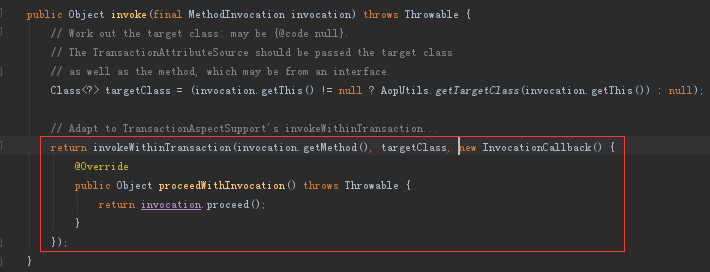 public Object invoke(final MethodInvocation invocation) throws Throwable {
// Work out the target class: may be {@code null}.
// The TransactionAttributeSource should be passed the target class
// as well as the method, which may be from an interface.
Class<?> targetClass = (invocation.getThis() != null ? AopUtils.getTargetClass(invocation.getThis()) : null);
// Adapt to TransactionAspectSupport's invokeWithinTransaction...
return invokeWithinTransaction(invocation.getMethod(), targetClass, new InvocationCallback() {
@Override
public Object proceedWithInvocation() throws Throwable {
return invocation.proceed();
}
});
}